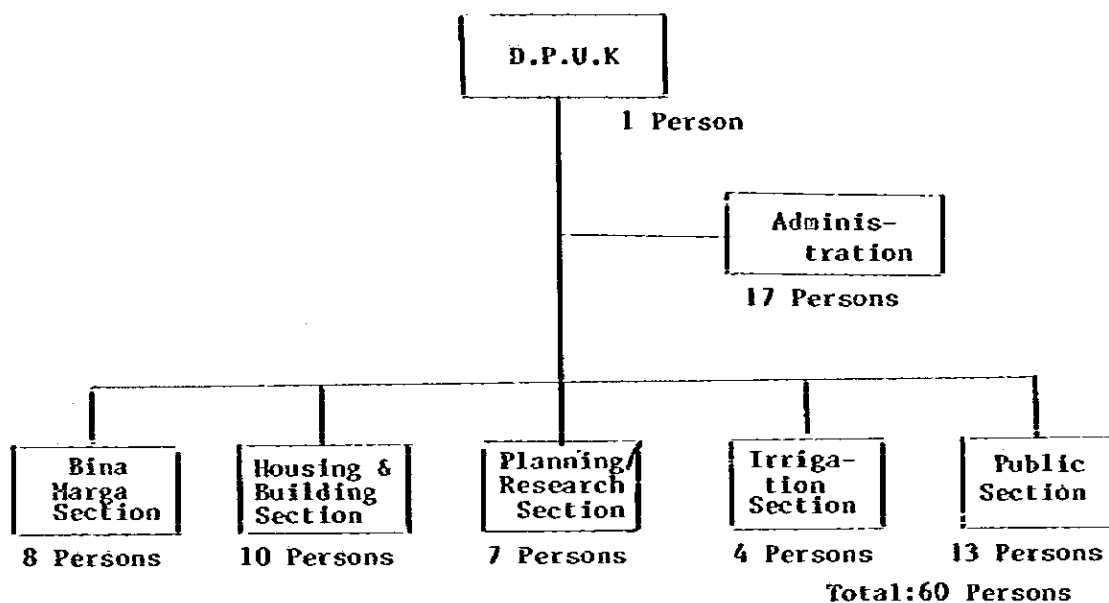 D.P.U.K
1 Person
Adminis-
tration
17 Persons
Bina
Marga
Section
8 Persons
Housing &
Building
Section
10 Persons
Planning/
Research
Section
7 Persons
Irriga-
tion
Section
4 Persons
Public
Section
13 Persons
Total:60 Persons